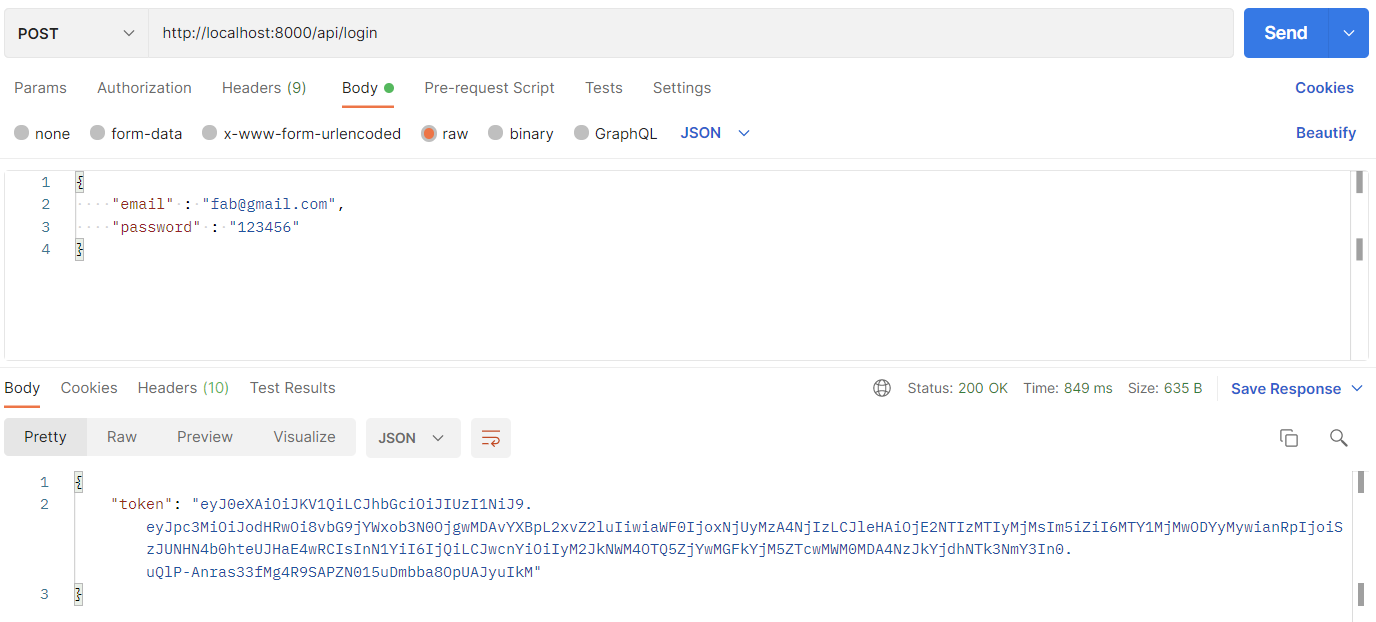 POST http://localhost:8000/api/login Send
Params Authorization Headers (9) Body Pre-request Script Tests Settings Cookies
none form-data x-www-form-urlencoded raw binary GraphQL JSON Beautify
1 {
2 "email" : "fab@gmail.com",
3 "password" : "123456"
4 }
Body Cookies Headers (10) Test Results Status: 200 OK Time: 849 ms Size: 635 B Save Response
Pretty Raw Preview Visualize JSON
1 {
2 "token": "eyJ0eXAiOiJKV1QiLCJhbGciOiJIUzI1NiJ9.
eyJpc3MiOiJodHRwOi8vbG9jYWxob3N0OjgwMDAvYXBpL2xvZ2luIiwiaWF0IjoxNjUyMzA4NjIzLCJleHAiOjE2NTIzMTIyMjMsIm5iZiI6MTY1MjMwODYyMywianRpIjoiS
zJUNHN4b0hteUJHaE4wRCIsInN1YiI6IjQiLCJwcnYiOiIyM2JkNWM4OTQ5ZjYwMGFkYjM5ZTcwMWM0MDA4NzJkYjdhNTk3NmY3In0.
uQlP-Anras33fMg4R9SAPZN015uDmbba8OpUAJyuIkM"
3 }